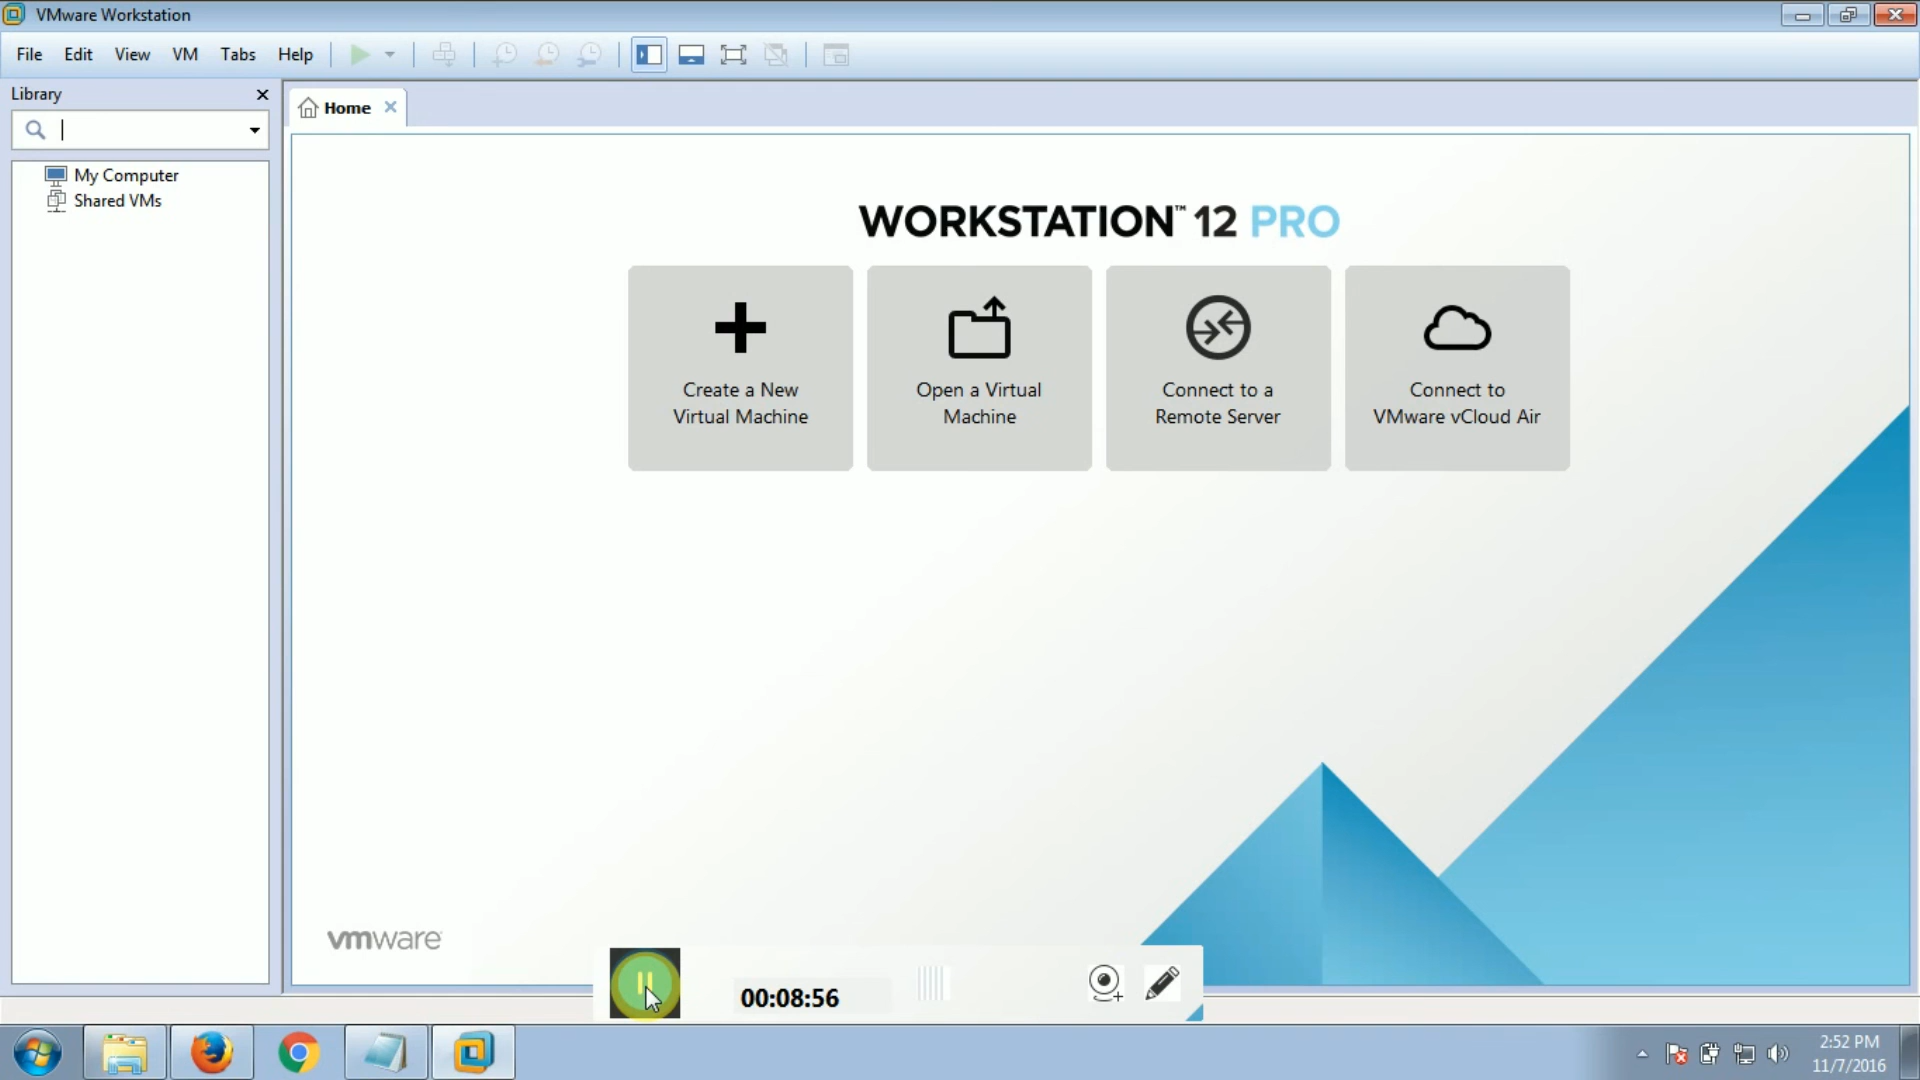 VMware Workstation
File Edit View VM Tabs Help
Library
Home
My Computer
Shared VMs
WORKSTATION™ 12 PRO
Create a New
Virtual Machine
Open a Virtual
Machine
Connect to a
Remote Server
Connect to
VMware vCloud Air
vmware
00:08:56
2:52 PM
11/7/2016